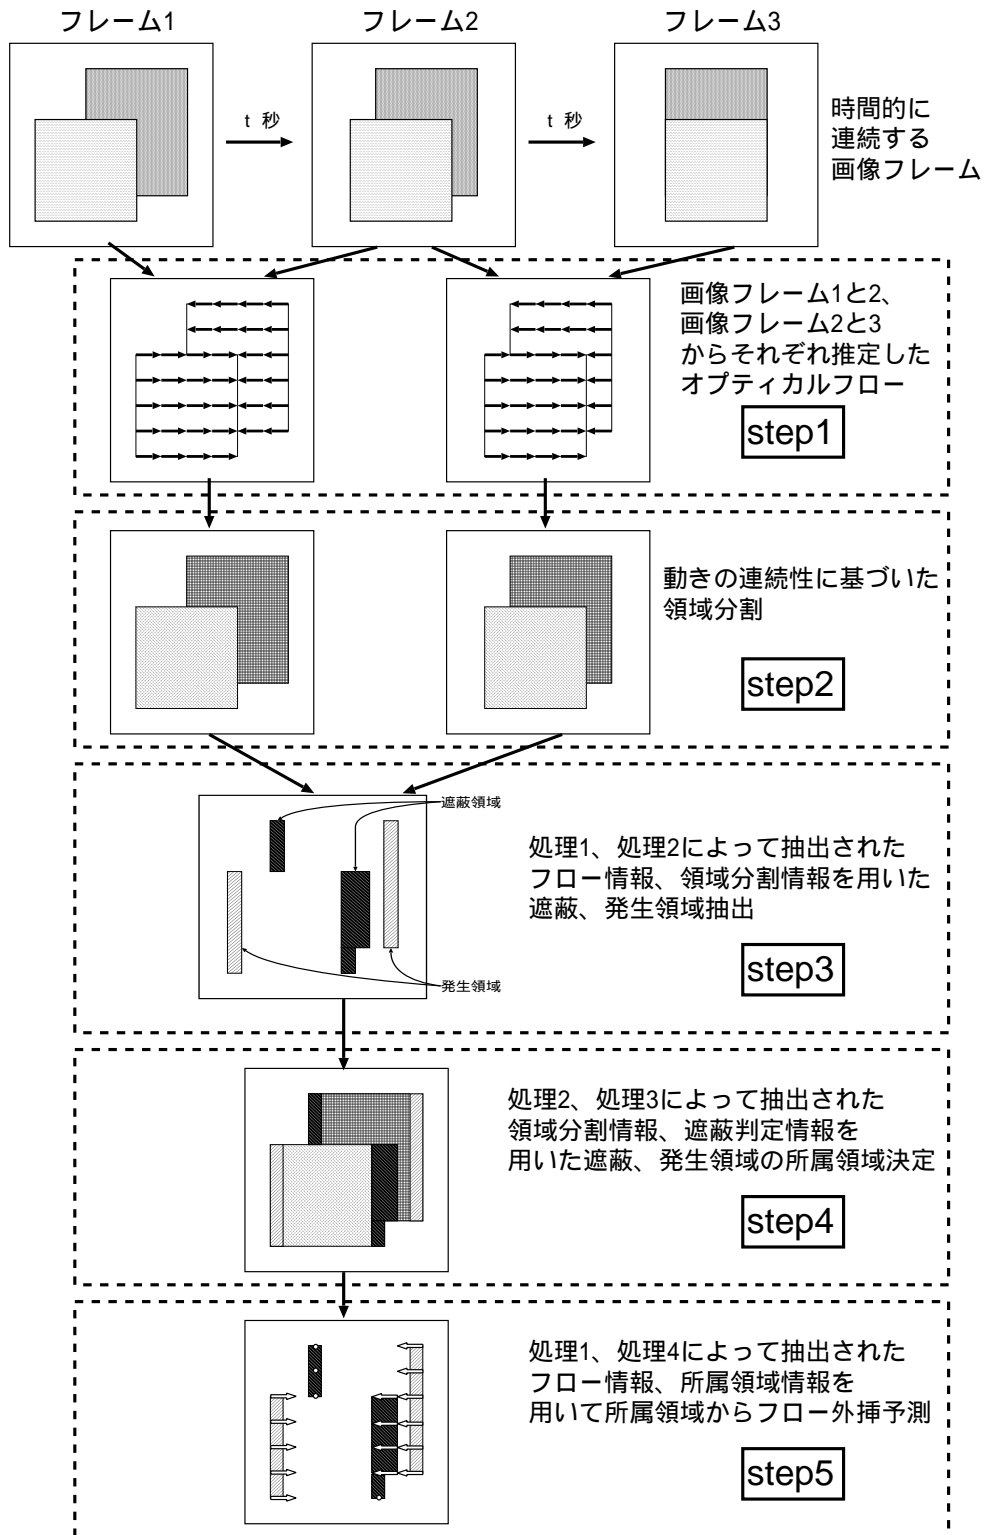 フレーム1
フレーム2
フレーム3
t 秒
t 秒
時間的に
連続する
画像フレーム
画像フレーム1と2、
画像フレーム2と3
からそれぞれ推定した
オプティカルフロー
step1
動きの連続性に基づいた
領域分割
step2
遮蔽領域
処理1、処理2によって抽出された
フロー情報、領域分割情報を用いた
遮蔽、発生領域抽出
step3
発生領域
処理2、処理3によって抽出された
領域分割情報、遮蔽判定情報を
用いた遮蔽、発生領域の所属領域決定
step4
処理1、処理4によって抽出された
フロー情報、所属領域情報を
用いて所属領域からフロー外挿予測
step5